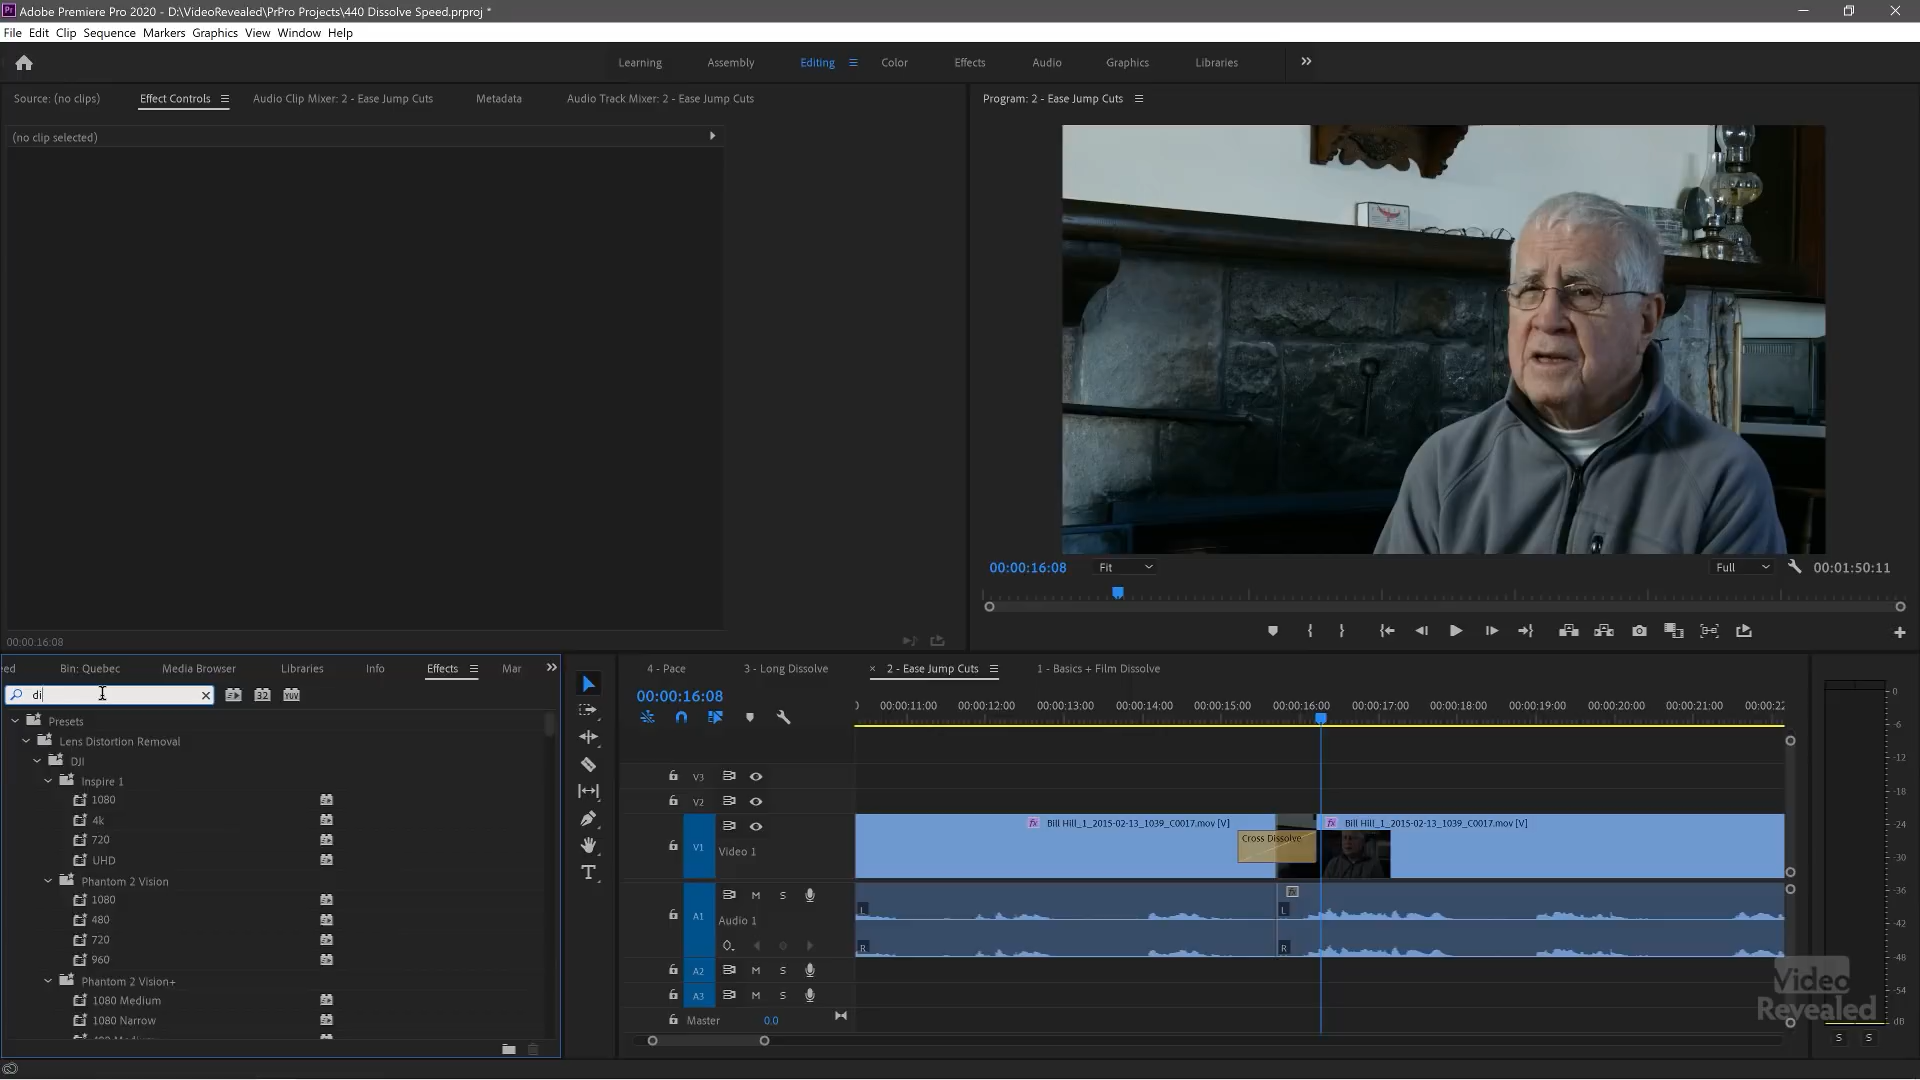 Adobe Premiere Pro 2020 - D:\VideoRevealed\PrPro Projects\440 Dissolve Speed.prproj *
File Edit Clip Sequence Markers Graphics View Window Help
Learning Assembly Editing Color Effects Audio Graphics Libraries
Source: (no clips) Effect Controls Audio Clip Mixer: 2 - Ease Jump Cuts Metadata Audio Track Mixer: 2 - Ease Jump Cuts
(no clip selected)
00:00:16:08
Program: 2 - Ease Jump Cuts
00:00:16:08 Fit Full 00:01:50:11
eed Bin: Quebec Media Browser Libraries Info Effects Mar
di 32 YUV
Presets
Lens Distortion Removal
DJI
Inspire 1
1080
4k
720
UHD
Phantom 2 Vision
1080
480
720
960
Phantom 2 Vision+
1080 Medium
1080 Narrow
4 - Pace 3 - Long Dissolve × 2 - Ease Jump Cuts 1 - Basics + Film Dissolve
00:00:16:08
0 00:00:11:00 00:00:12:00 00:00:13:00 00:00:14:00 00:00:15:00 00:00:16:00 00:00:17:00 00:00:18:00 00:00:19:00 00:00:20:00 00:00:21:00 00:00:22
V3
V2
V1 Video 1
fx Bill Hill_1_2015-02-13_1039_C0017.mov [V] fx Bill Hill_1_2015-02-13_1039_C0017.mov [V]
Cross Dissolve
A1 M S
Audio 1
L L fx
R R
A2 M S
A3 M S
Master 0.0
0
-6
-12
-18
-24
-30
-36
-42
-48
-54
dB
S S
Video
Revealed